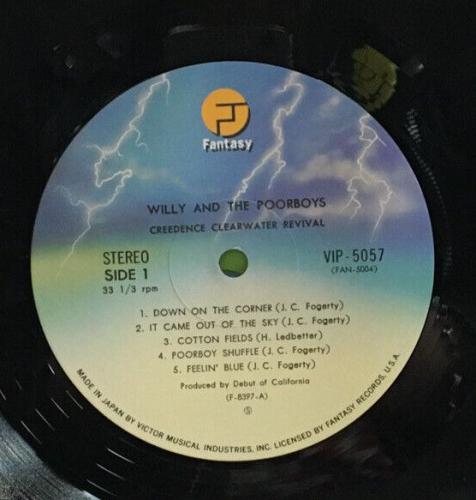 Fantasy
WILLY AND THE POORBOYS
CREEDENCE CLEARWATER REVIVAL
STEREO
SIDE 1
33 1/3 rpm
VIP-5057
(FAN-5004)
1. DOWN ON THE CORNER (J. C. Fogerty)
2. IT CAME OUT OF THE SKY (J. C. Fogerty)
3. COTTON FIELDS (H. Ledbetter)
4. POORBOY SHUFFLE (J. C. Fogerty)
5. FEELIN' BLUE (J. C. Fogerty)
Produced by Debut of California
(F-8397-A)
Ⓢ
MADE IN JAPAN BY VICTOR MUSICAL INDUSTRIES, INC. LICENSED BY FANTASY RECORDS, U.S.A.